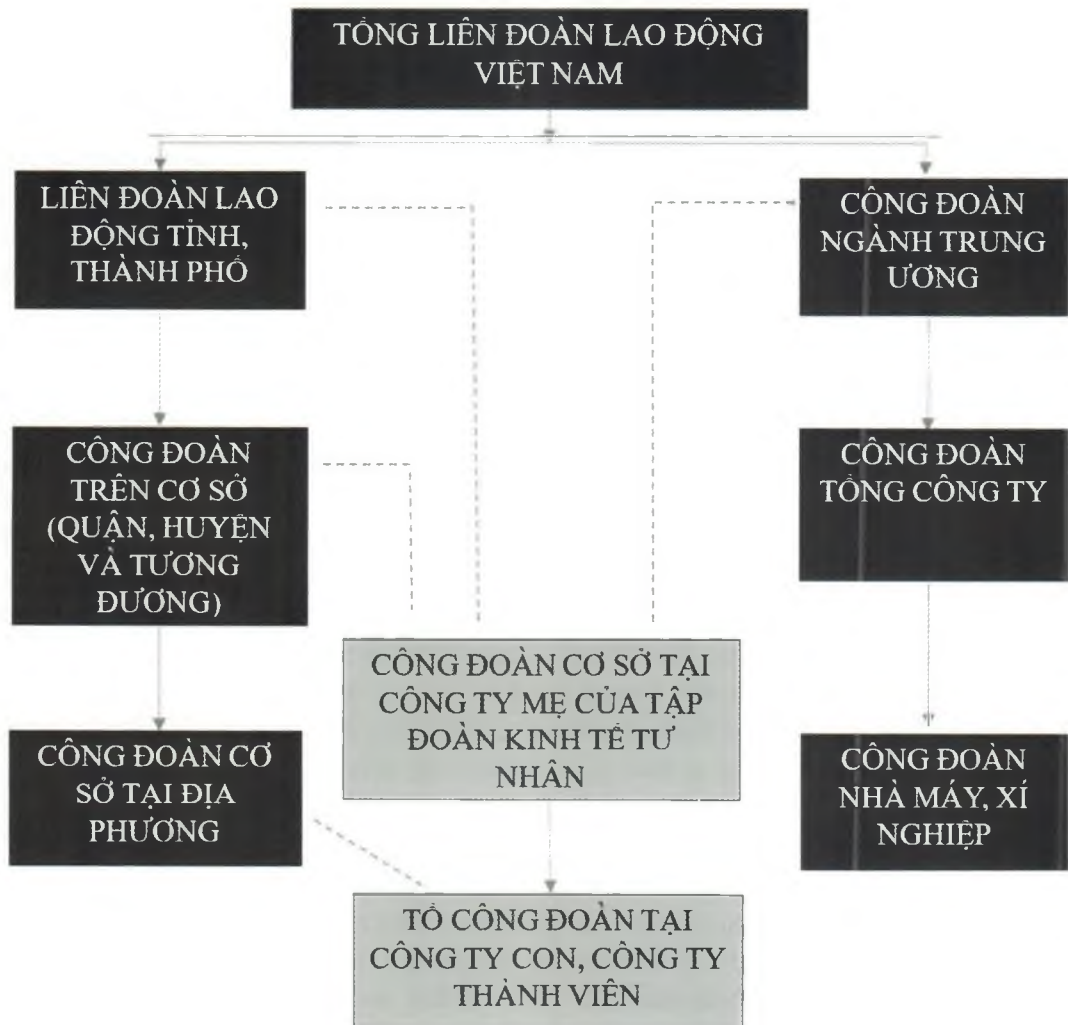 TỔNG LIÊN ĐOÀN LAO ĐỘNG
VIỆT NAM
LIÊN ĐOÀN LAO
ĐỘNG TỈNH,
THÀNH PHỐ
CÔNG ĐOÀN
NGÀNH TRUNG
ƯƠNG
CÔNG ĐOÀN
TRÊN CƠ SỞ
(QUẬN, HUYỆN
VÀ TƯƠNG
ĐƯƠNG)
CÔNG ĐOÀN
TỔNG CÔNG TY
CÔNG ĐOÀN CƠ SỞ TẠI
CÔNG TY MẸ CỦA TẬP
ĐOÀN KINH TẾ TƯ
NHÂN
CÔNG ĐOÀN CƠ
SỞ TẠI ĐỊA
PHƯƠNG
CÔNG ĐOÀN
NHÀ MÁY, XÍ
NGHIỆP
TỔ CÔNG ĐOÀN TẠI
CÔNG TY CON, CÔNG TY
THÀNH VIÊN